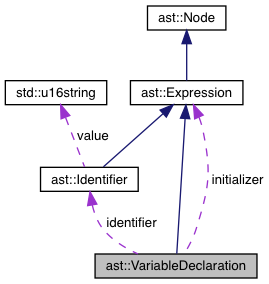 ast::Node
std::u16string
ast::Expression
value
ast::Identifier
initializer
identifier
ast::VariableDeclaration